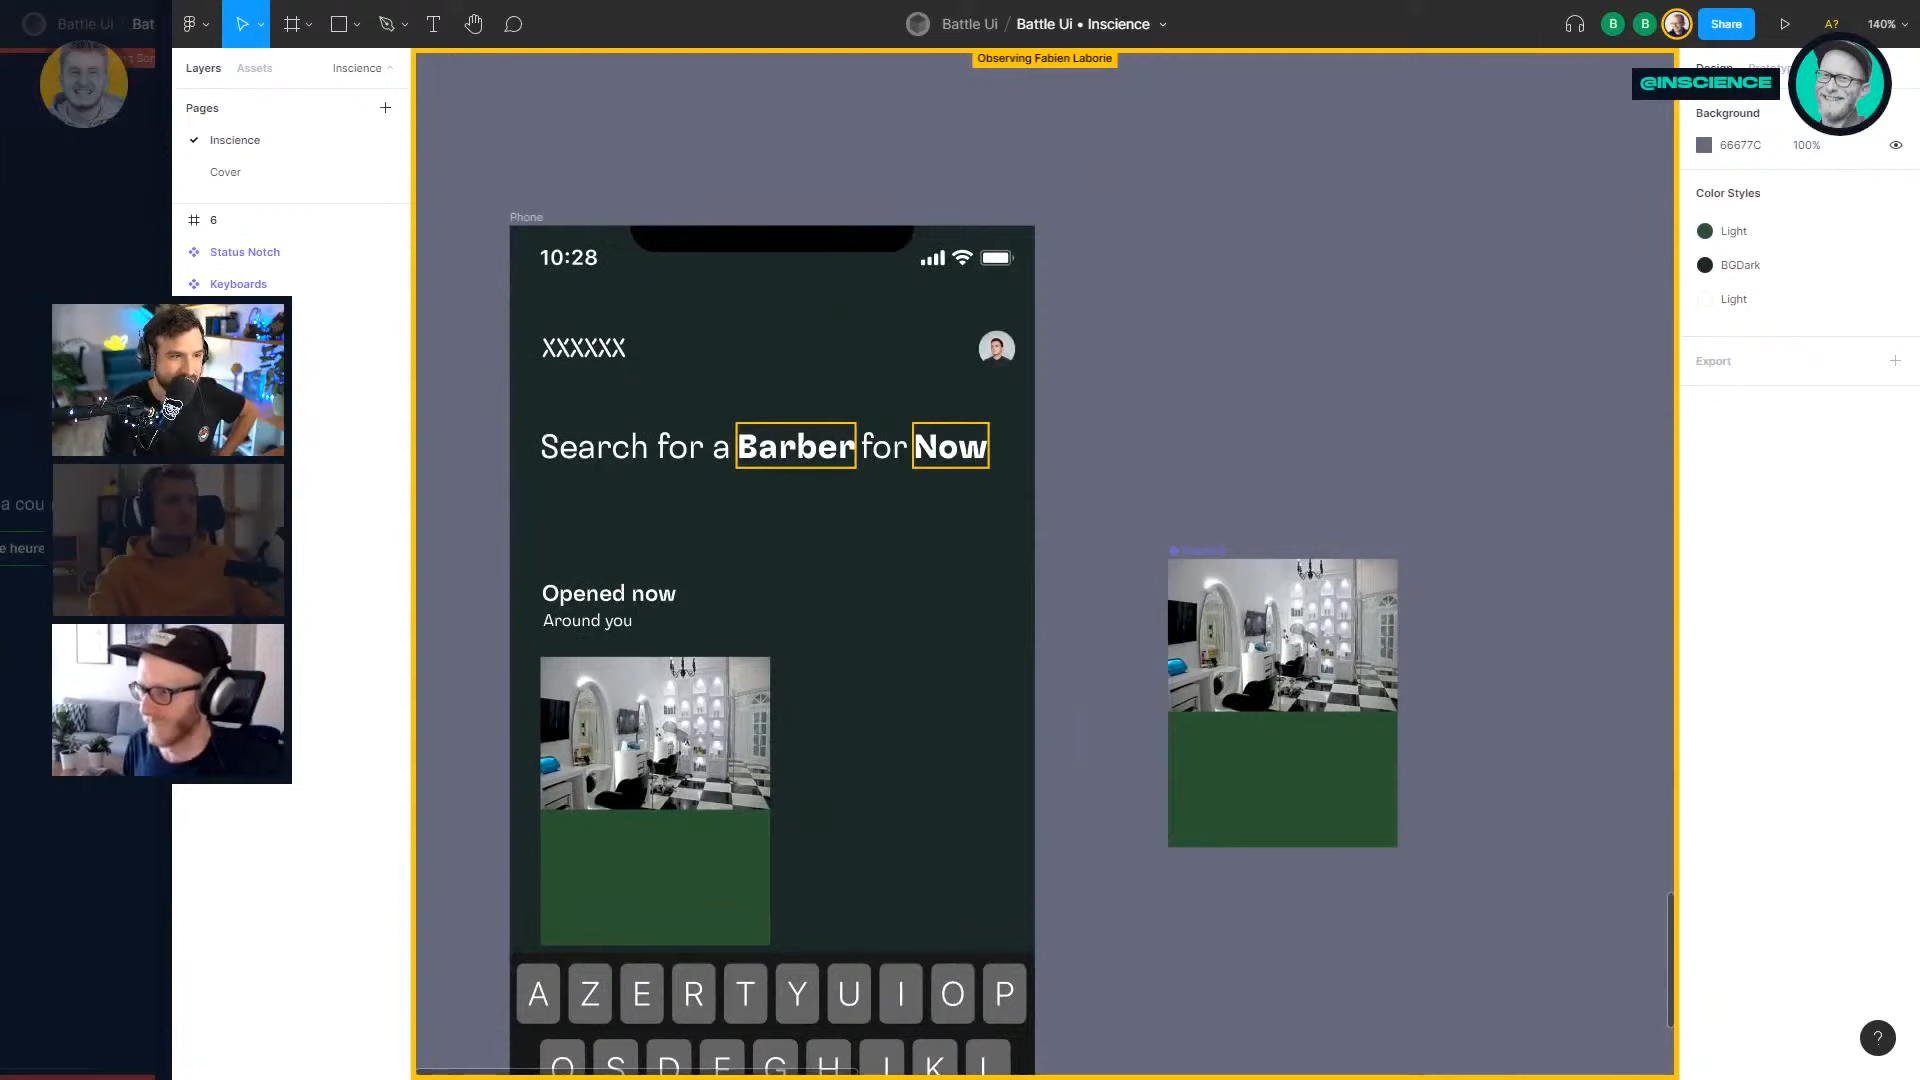 Battle Ui
Bat
Battle Ui / Battle Ui • Inscience
B
B
Share
A?
140%
Layers
Assets
Inscience
Observing Fabien Laborie
@INSCIENCE
Pages
Inscience
Cover
6
Status Notch
Keyboards
Background
66677C
100%
Color Styles
Light
BGDark
Light
Export
Phone
10:28
XXXXXX
Search for a Barber for Now
Opened now
Around you
a cou
e heure
A Z E R T Y U I O P
Q S D F G H J K L
?